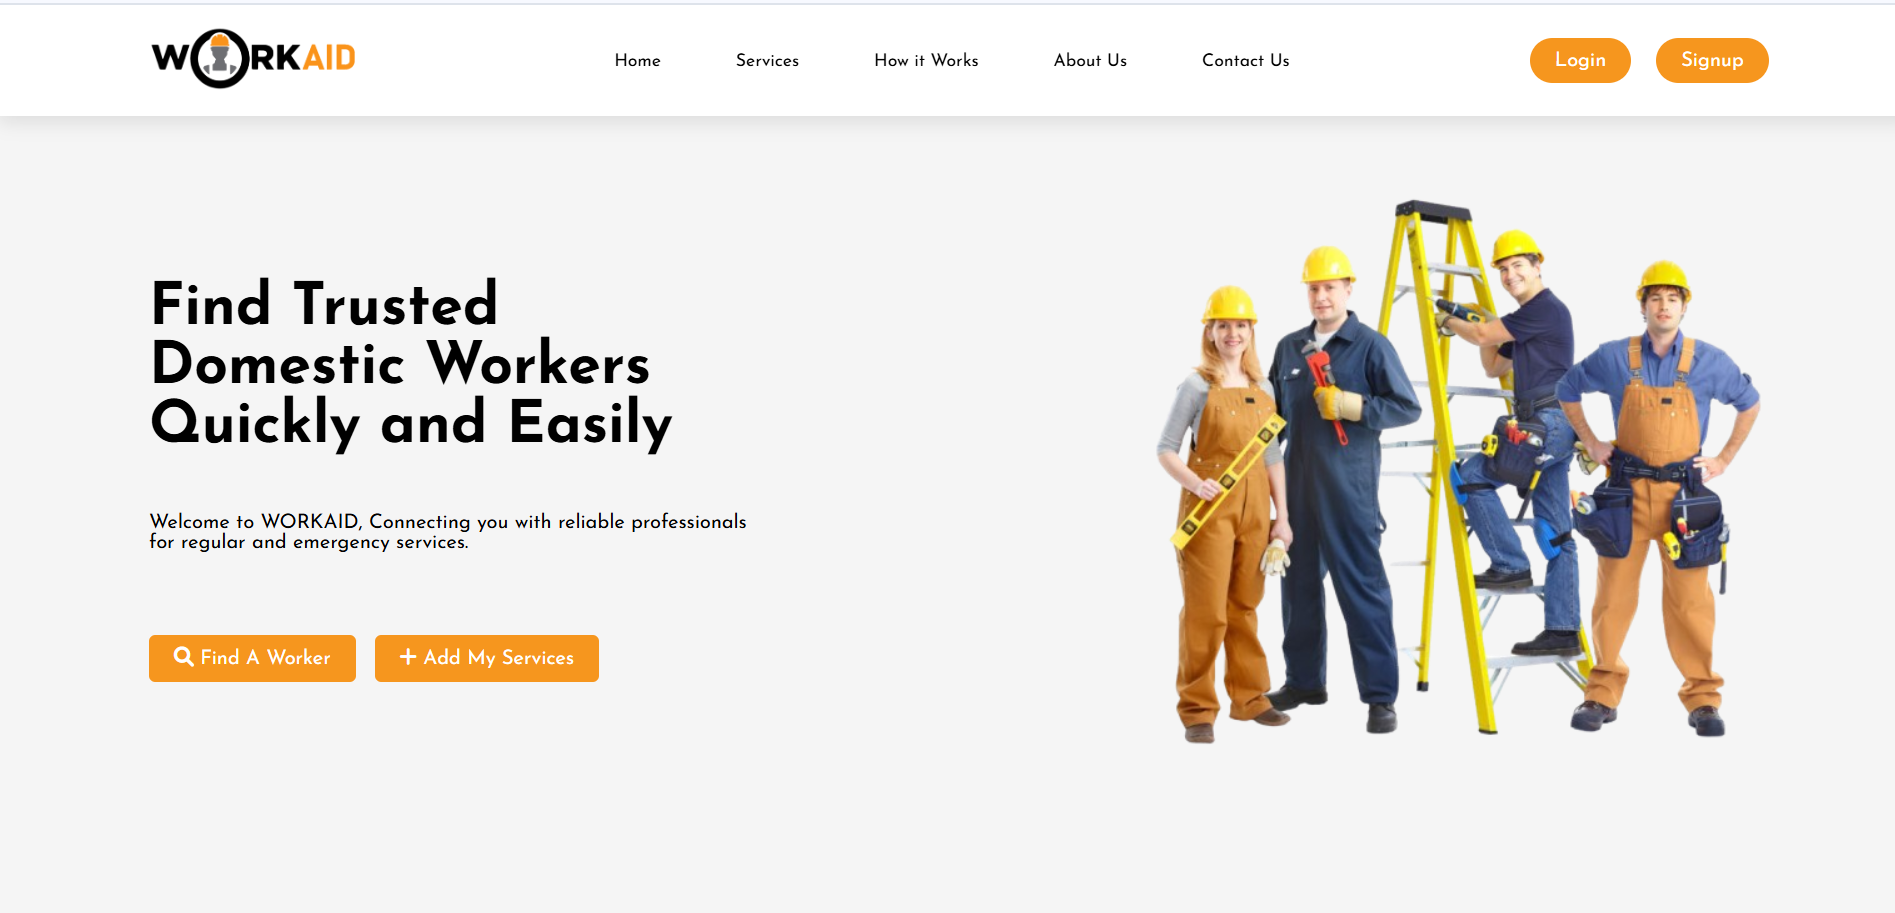 WORKAID
Home
Services
How it Works
About Us
Contact Us
Login
Signup
Find Trusted
Domestic Workers
Quickly and Easily
Welcome to WORKAID, Connecting you with reliable professionals
for regular and emergency services.
Find A Worker
Add My Services